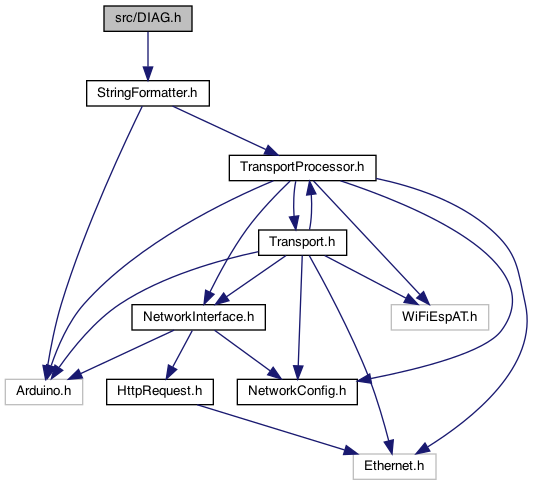 src/DIAG.h
StringFormatter.h
TransportProcessor.h
Transport.h
NetworkInterface.h
WiFiEspAT.h
Arduino.h
HttpRequest.h
NetworkConfig.h
Ethernet.h